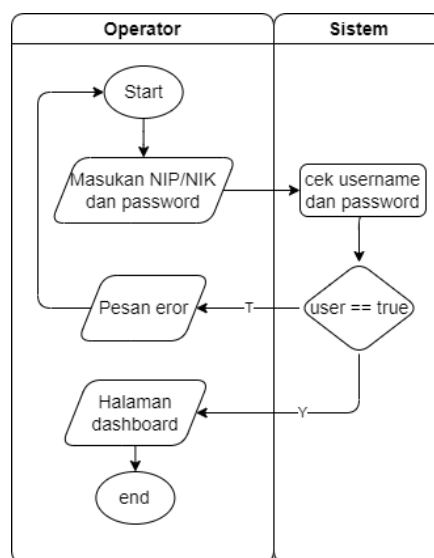 Operator
Sistem
Start
Masukan NIP/NIK
dan password
cek username
dan password
Pesan eror
T
user == true
Halaman
dashboard
Y
end